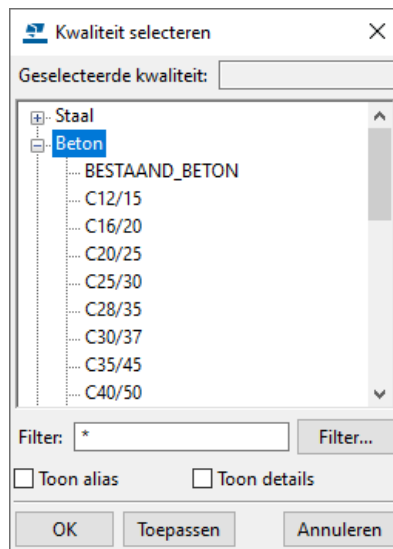 Kwaliteit selecteren
Geselecteerde kwaliteit:
Staal
Beton
BESTAAND_BETON
C12/15
C16/20
C20/25
C25/30
C28/35
C30/37
C35/45
C40/50
Filter: * Filter...
Toon alias Toon details
OK Toepassen Annuleren